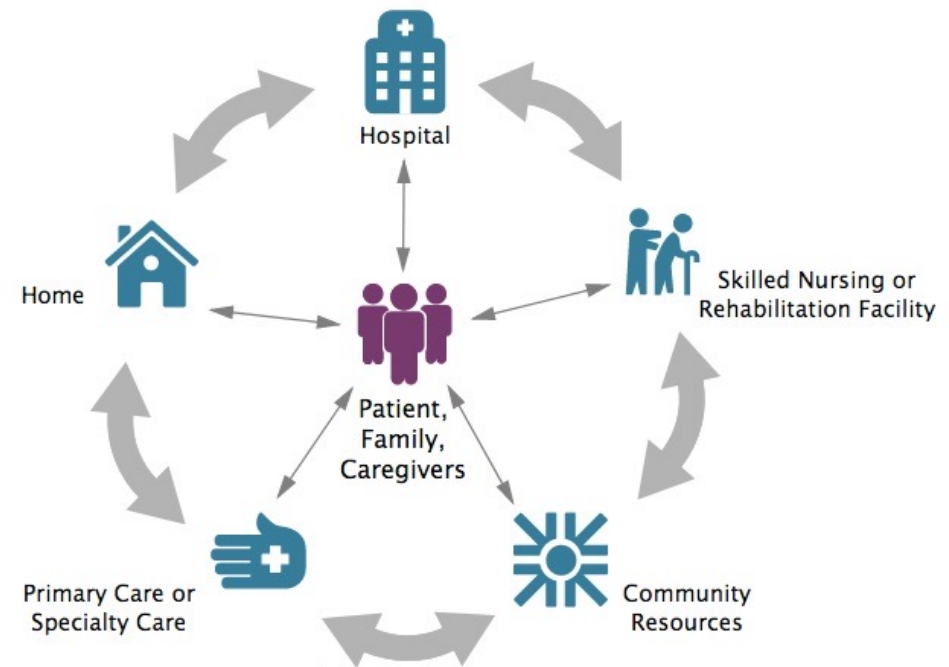 Hospital
Home
Skilled Nursing or
Rehabilitation Facility
Patient,
Family,
Caregivers
Primary Care or
Specialty Care
Community
Resources